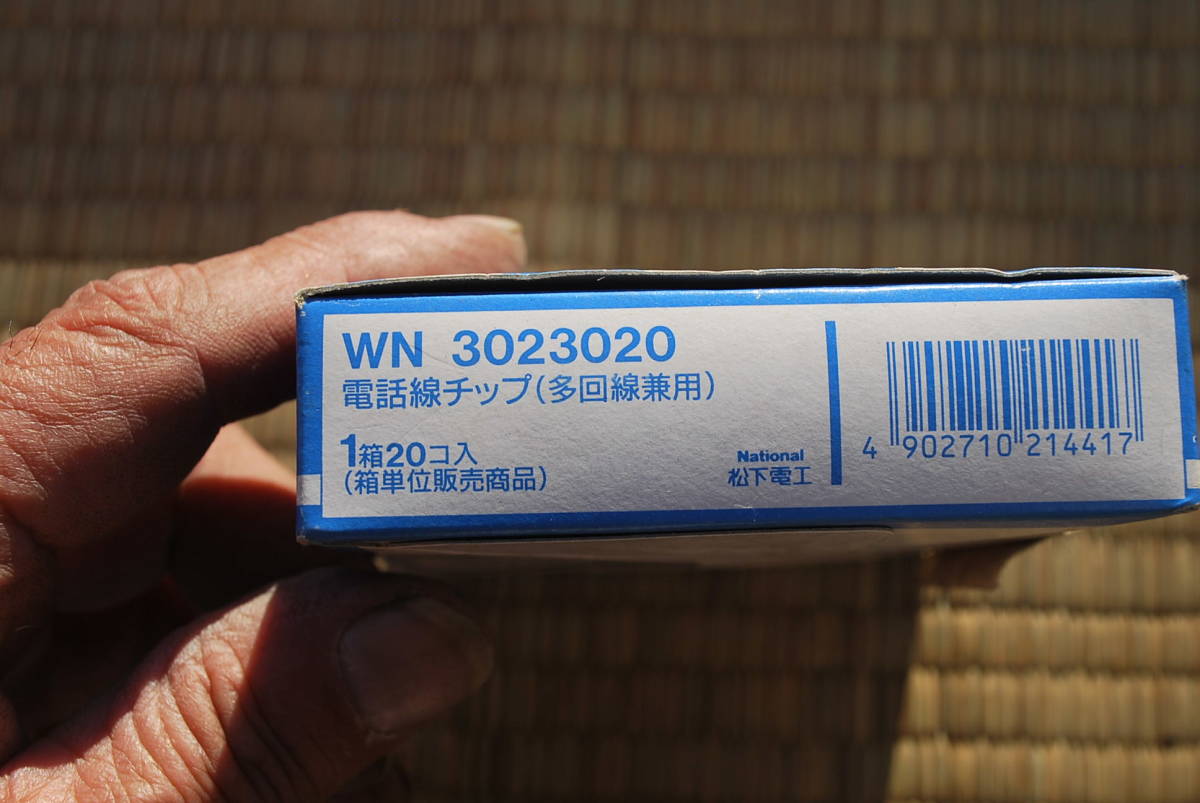 WN 3023020
電話線チップ(多回線兼用)
1箱20コ入
(箱単位販売商品)
National
松下電工
4 902710 214417